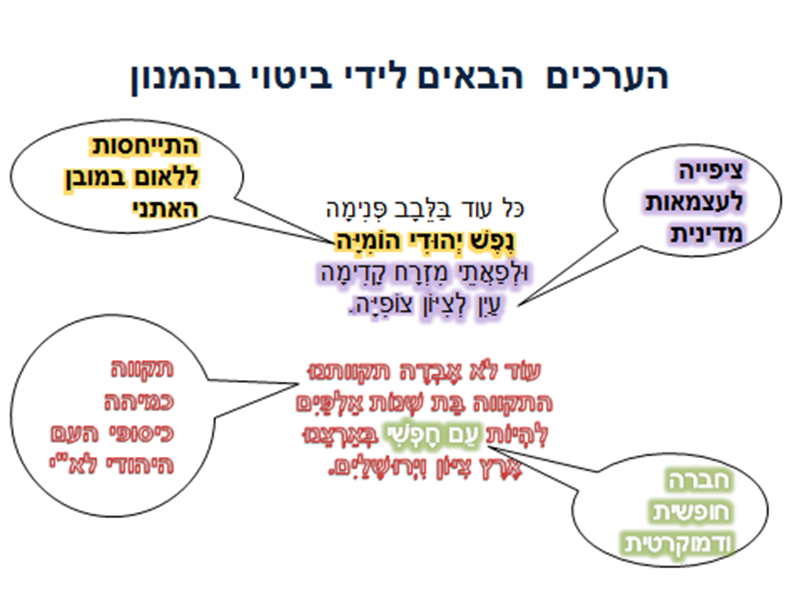 הערכים הבאים לידי ביטוי בהמנון
ציפייה
לעצמאות
מדינית
התייחסות
ללאום במובן
האתני
כֹּל עוֹד בַּלֵּבָב פְּנִימָה
נֶפֶשׁ יְהוּדִי הוֹמִיָּה
וּלְפַאֲתֵי מִזְרָח קָדִימָה
עַיִן לְצִיּוֹן צוֹפִיָּה.
עוֹד לֹא אָבְדָה תקוותנוּ
התקווה בַּת שְׁנוֹת אַלְפַּיִם
לִהְיוֹת עַם חָפְשִׁי בְּאַרְצֵנוּ
אֶרֶץ צִיּוֹן וִירוּשָׁלַיִם.
תקווה
כמיהה
כיסופי העם
היהודי לא"י
חברה
חופשית
ודמוקרטית